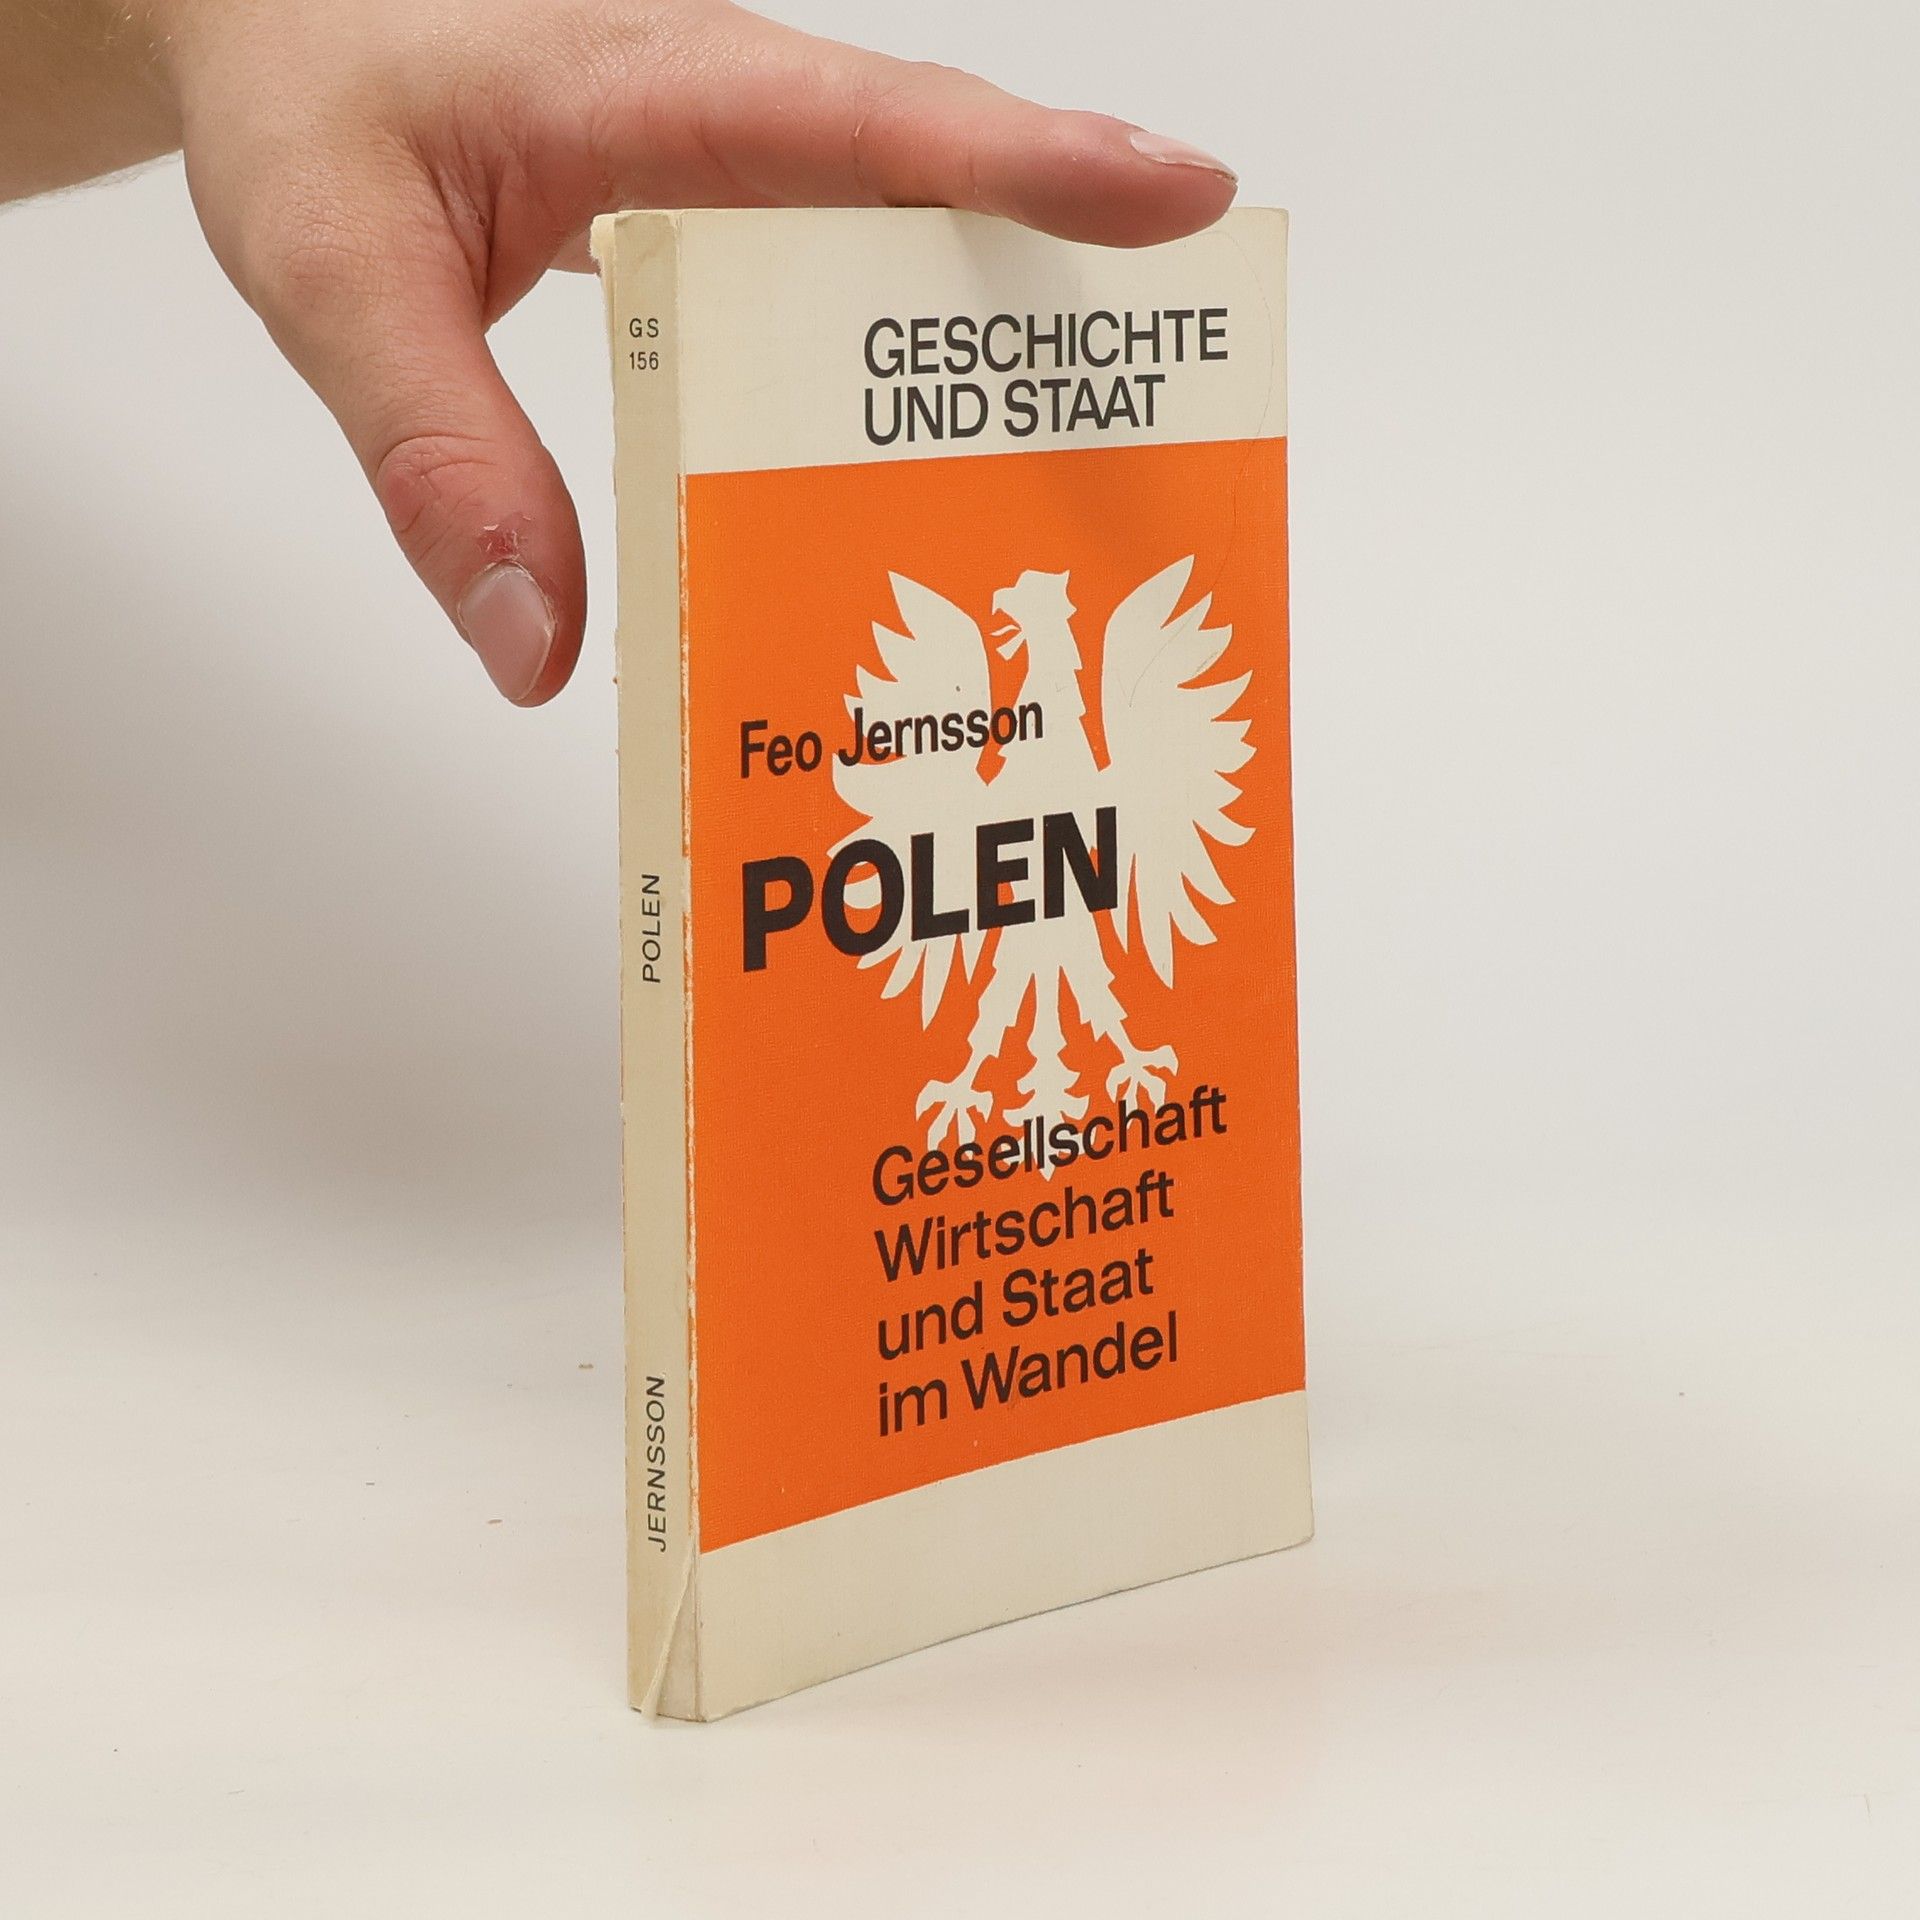 GS
156
POLEN
JERNSSON
GESCHICHTE
UND STAAT
Feo Jernsson
POLEN
Gesellschaft
Wirtschaft
und Staat
im Wandel